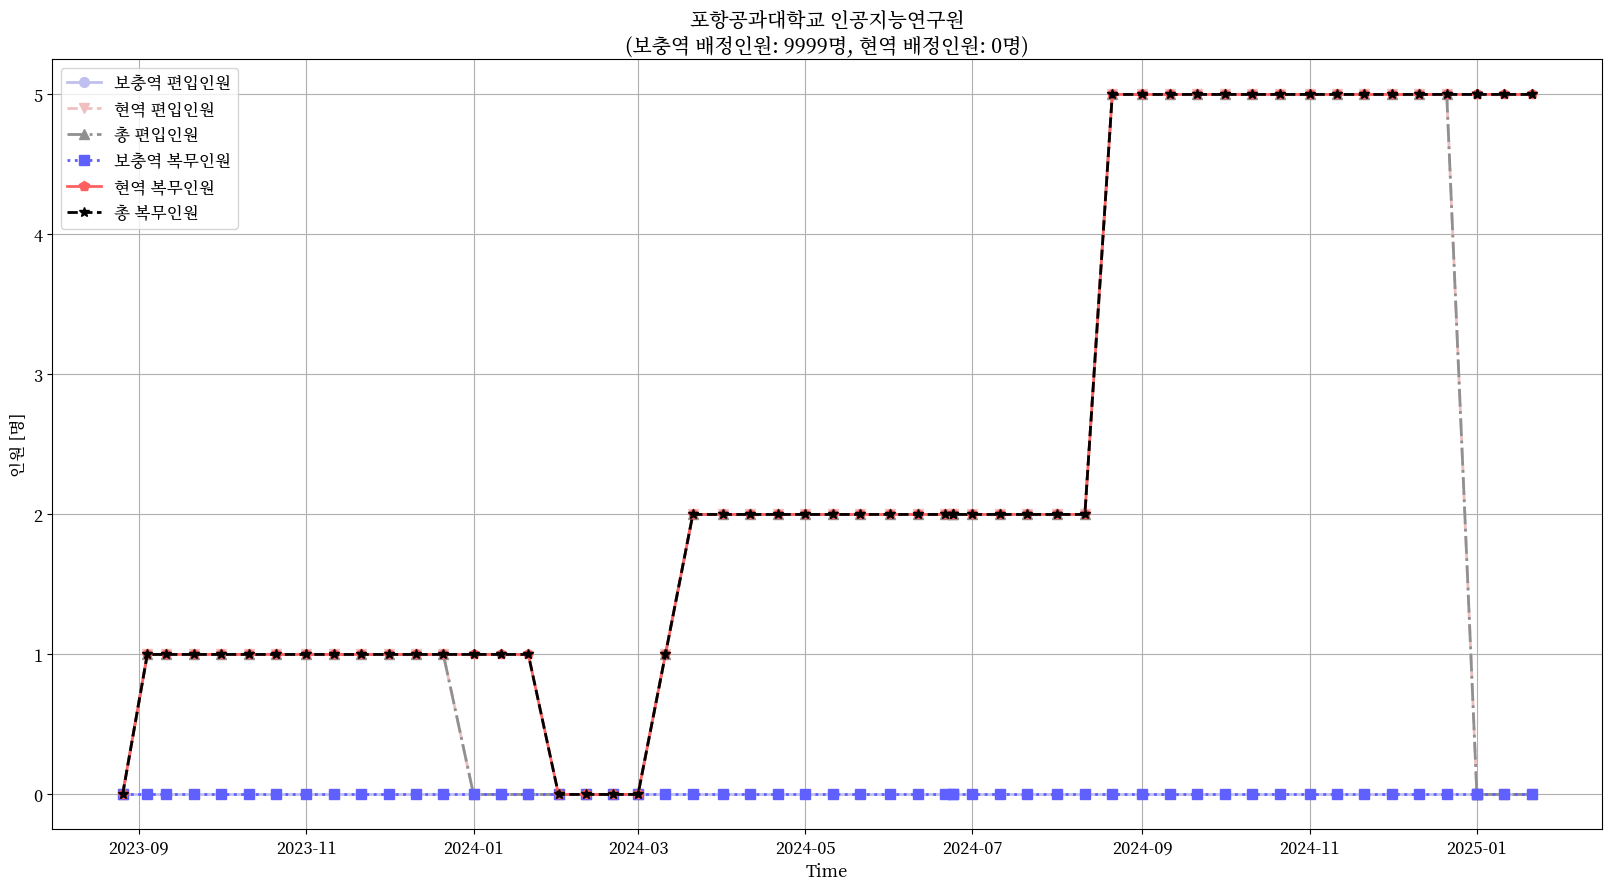 포항공과대학교 인공지능연구원
(보충역 배정인원: 9999명, 현역 배정인원: 0명)
보충역 편입인원
현역 편입인원
총 편입인원
보충역 복무인원
현역 복무인원
총 복무인원
인원 [명]
5
4
3
2
1
0
2023-09
2023-11
2024-01
2024-03
2024-05
2024-07
2024-09
2024-11
2025-01
Time